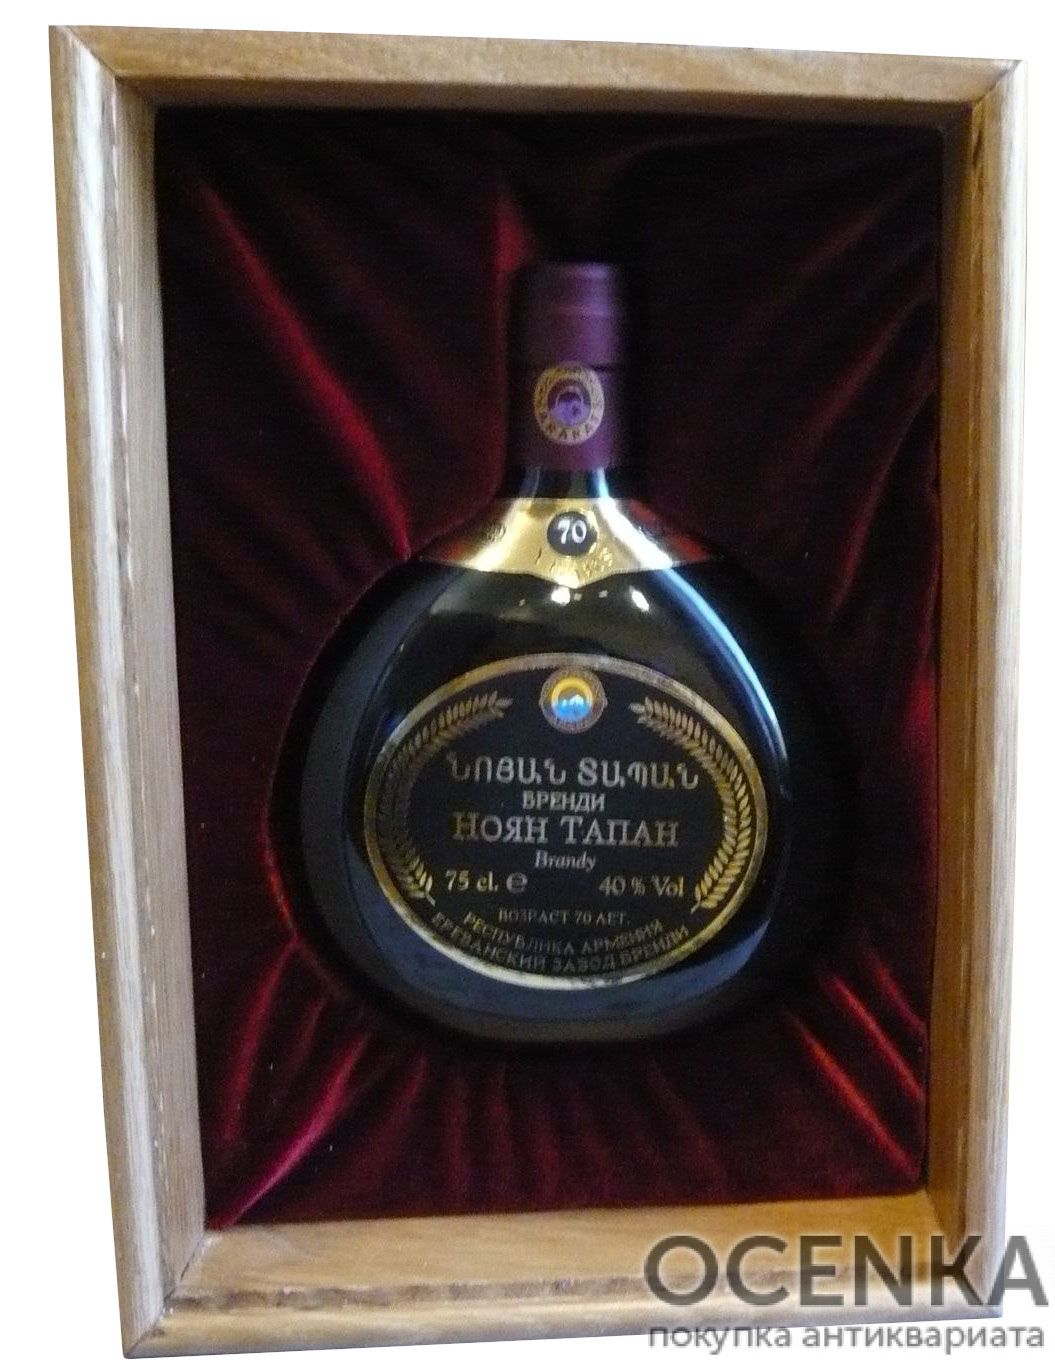 ARARAT
70
ՆՈՅԱՆ ՏԱՊԱՆ
БРЕНДИ
НОЯН ТАПАН
Brandy
75 cl. ℮ 40 % Vol
ВОЗРАСТ 70 ЛЕТ.
РЕСПУБЛИКА АРМЕНИЯ
ЕРЕВАНСКИЙ ЗАВОД БРЕНДИ
OCENKA
покупка антиквариата